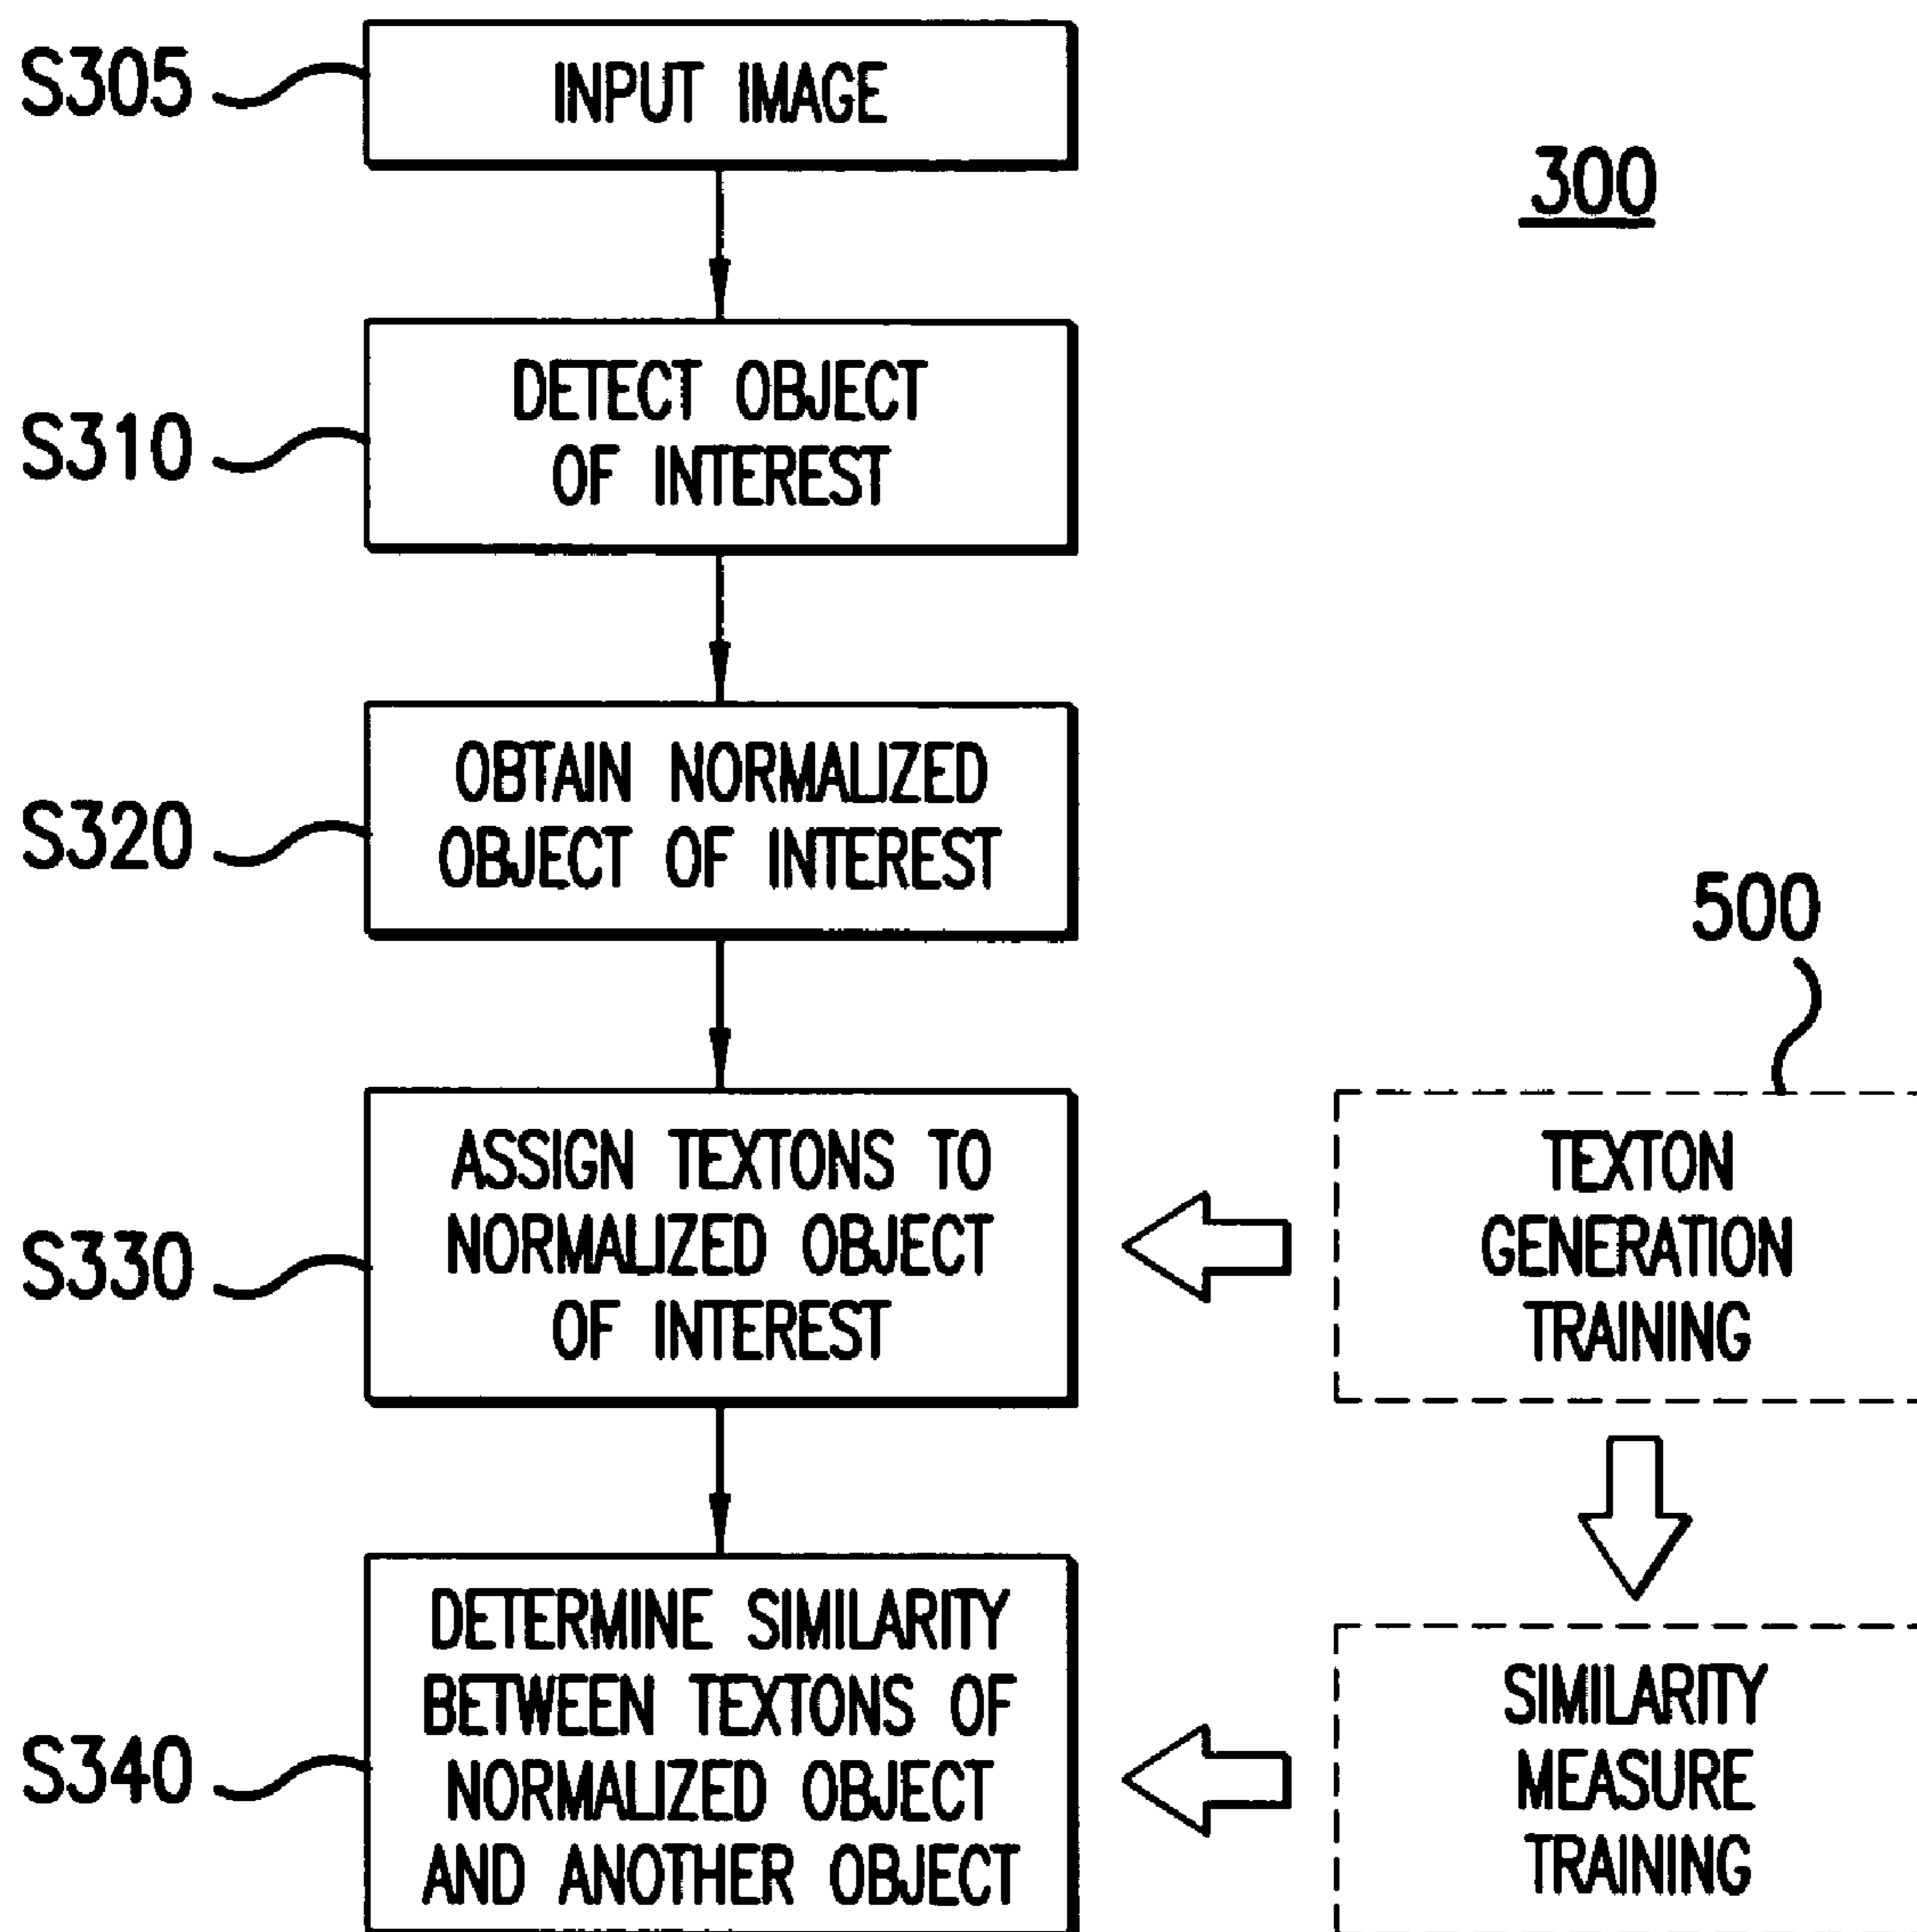 S305
INPUT IMAGE
300
S310
DETECT OBJECT
OF INTEREST
S320
OBTAIN NORMALIZED
OBJECT OF INTEREST
500
S330
ASSIGN TEXTONS TO
NORMALIZED OBJECT
OF INTEREST
TEXTON
GENERATION
TRAINING
S340
DETERMINE SIMILARITY
BETWEEN TEXTONS OF
NORMALIZED OBJECT
AND ANOTHER OBJECT
SIMILARITY
MEASURE
TRAINING